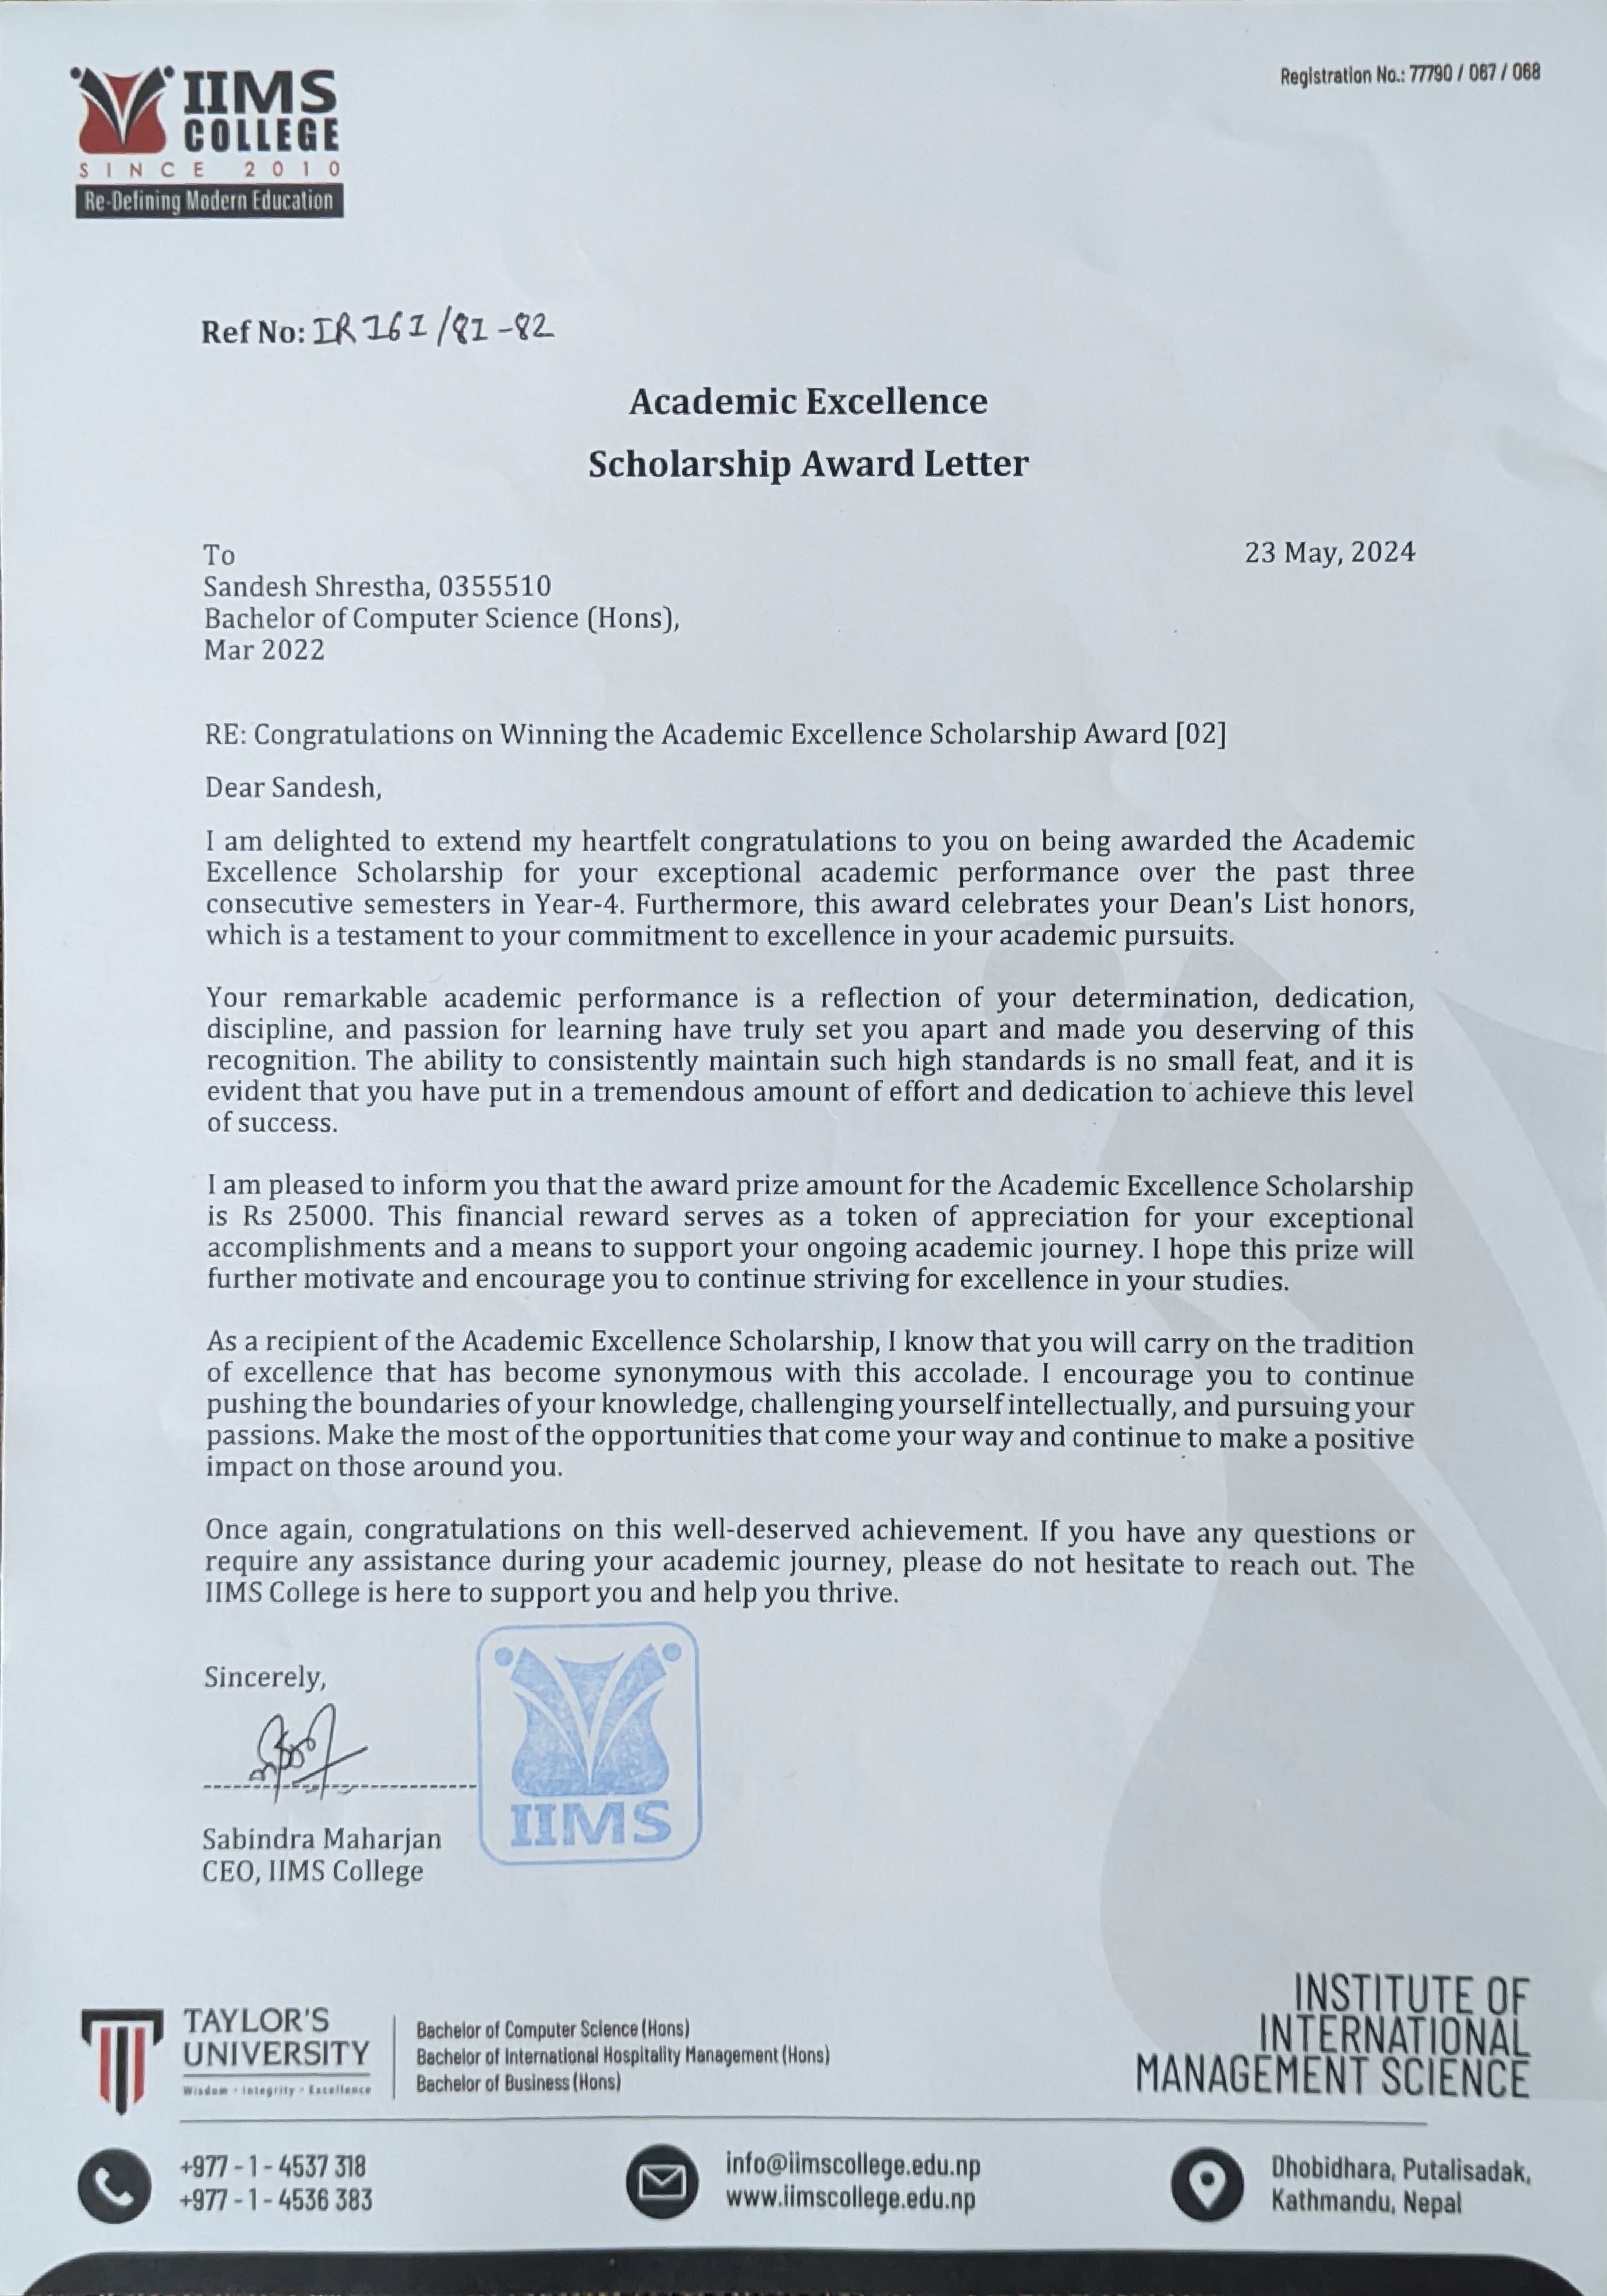 IIMS
COLLEGE
SINCE 2010
Re-Defining Modern Education
Registration No.: 77790 / 067 / 068
Ref No: IR161/81-82
Academic Excellence
Scholarship Award Letter
To
23 May, 2024
Sandesh Shrestha, 0355510
Bachelor of Computer Science (Hons),
Mar 2022
RE: Congratulations on Winning the Academic Excellence Scholarship Award [02]
Dear Sandesh,
I am delighted to extend my heartfelt congratulations to you on being awarded the Academic
Excellence Scholarship for your exceptional academic performance over the past three
consecutive semesters in Year-4. Furthermore, this award celebrates your Dean's List honors,
which is a testament to your commitment to excellence in your academic pursuits.
Your remarkable academic performance is a reflection of your determination, dedication,
discipline, and passion for learning have truly set you apart and made you deserving of this
recognition. The ability to consistently maintain such high standards is no small feat, and it is
evident that you have put in a tremendous amount of effort and dedication to achieve this level
of success.
I am pleased to inform you that the award prize amount for the Academic Excellence Scholarship
is Rs 25000. This financial reward serves as a token of appreciation for your exceptional
accomplishments and a means to support your ongoing academic journey. I hope this prize will
further motivate and encourage you to continue striving for excellence in your studies.
As a recipient of the Academic Excellence Scholarship, I know that you will carry on the tradition
of excellence that has become synonymous with this accolade. I encourage you to continue
pushing the boundaries of your knowledge, challenging yourself intellectually, and pursuing your
passions. Make the most of the opportunities that come your way and continue to make a positive
impact on those around you.
Once again, congratulations on this well-deserved achievement. If you have any questions or
require any assistance during your academic journey, please do not hesitate to reach out. The
IIMS College is here to support you and help you thrive.
Sincerely,
IIMS
Sabindra Maharjan
CEO, IIMS College
TAYLOR'S
UNIVERSITY
Wisdom · Integrity · Excellence
Bachelor of Computer Science (Hons)
Bachelor of International Hospitality Management (Hons)
Bachelor of Business (Hons)
INSTITUTE OF
INTERNATIONAL
MANAGEMENT SCIENCE
+977 - 1 - 4537 318
+977 - 1 - 4536 383
info@iimscollege.edu.np
www.iimscollege.edu.np
Dhobidhara, Putalisadak,
Kathmandu, Nepal